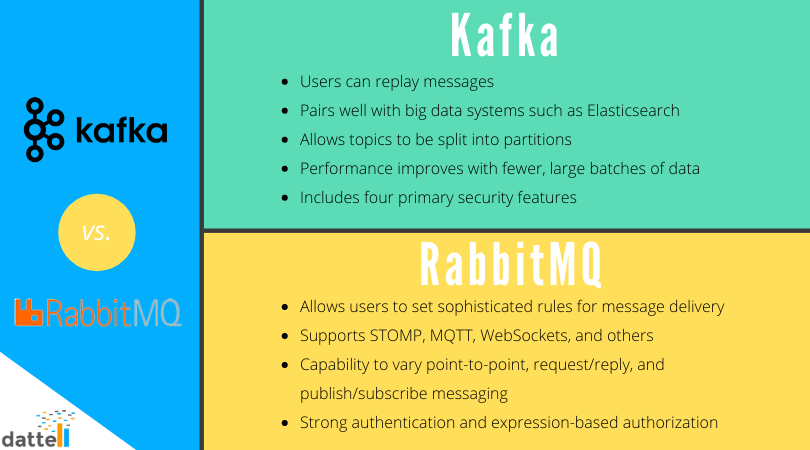 kafka
vs.
RabbitMQ
dattell
Kafka
• Users can replay messages
• Pairs well with big data systems such as Elasticsearch
• Allows topics to be split into partitions
• Performance improves with fewer, large batches of data
• Includes four primary security features
RabbitMQ
• Allows users to set sophisticated rules for message delivery
• Supports STOMP, MQTT, WebSockets, and others
• Capability to vary point-to-point, request/reply, and
publish/subscribe messaging
• Strong authentication and expression-based authorization